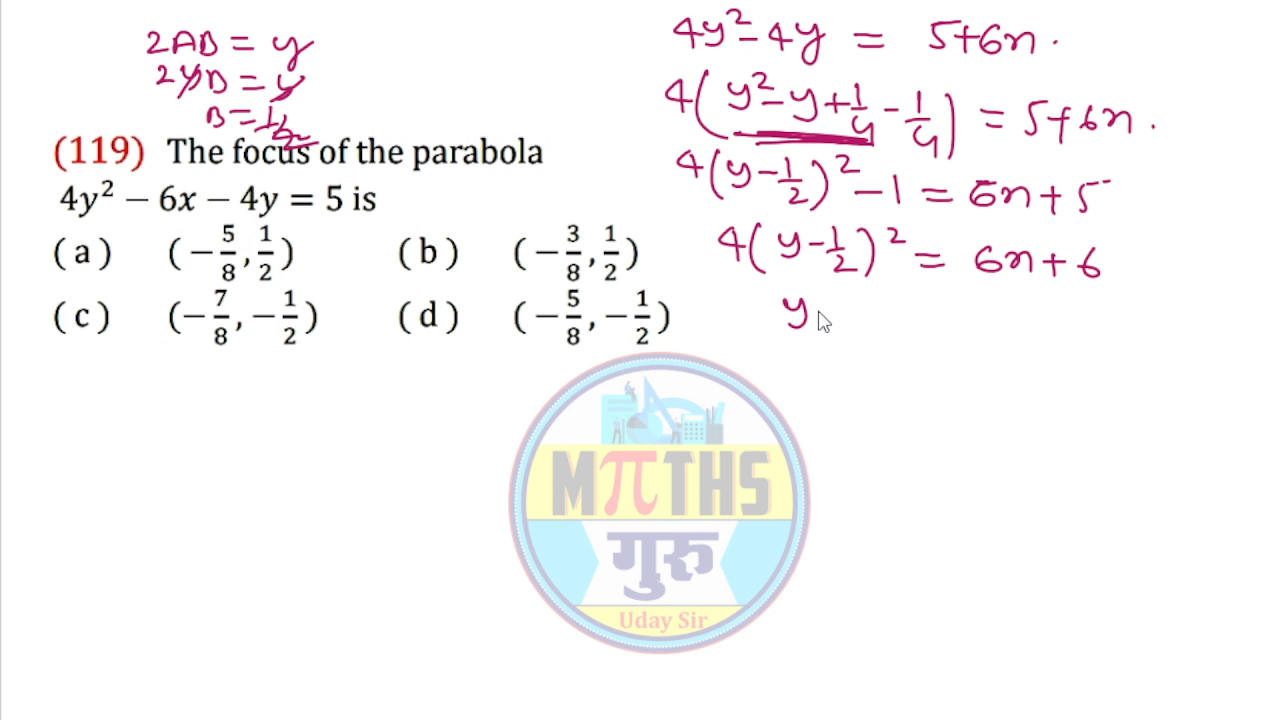 2AB = y
2yB = y
B = 1/2
(119) The focus of the parabola
4y² − 6x − 4y = 5 is
(a) (−5/8, 1/2) (b) (−3/8, 1/2)
(c) (−7/8, −1/2) (d) (−5/8, −1/2)
4y² − 4y = 5+6x.
4(y² − y + 1/4 − 1/4) = 5+6x.
4(y − 1/2)² − 1 = 6x + 5
4(y − 1/2)² = 6x + 6
y
MπTHS
गुरु
Uday Sir